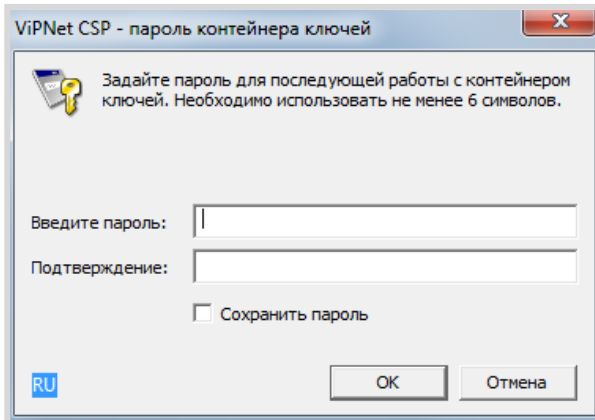 ViPNet CSP - пароль контейнера ключей
Задайте пароль для последующей работы с контейнером
ключей. Необходимо использовать не менее 6 символов.
Введите пароль:
Подтверждение:
Сохранить пароль
RU
OK
Отмена